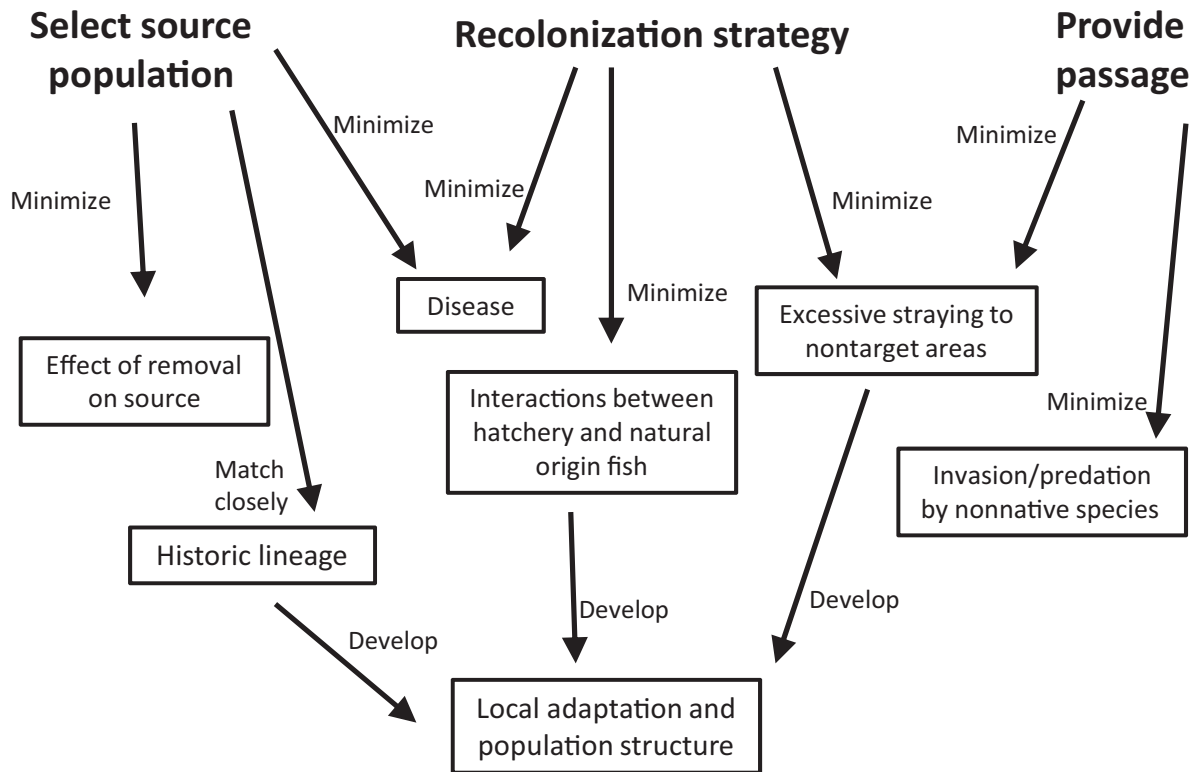 Select source
population
Recolonization strategy
Provide
passage
Minimize
Minimize
Minimize
Minimize
Minimize
Minimize
Minimize
Disease
Excessive straying to
nontarget areas
Effect of removal
on source
Interactions between
hatchery and natural
origin fish
Match
closely
Invasion/predation
by nonnative species
Historic lineage
Develop
Develop
Develop
Local adaptation and
population structure